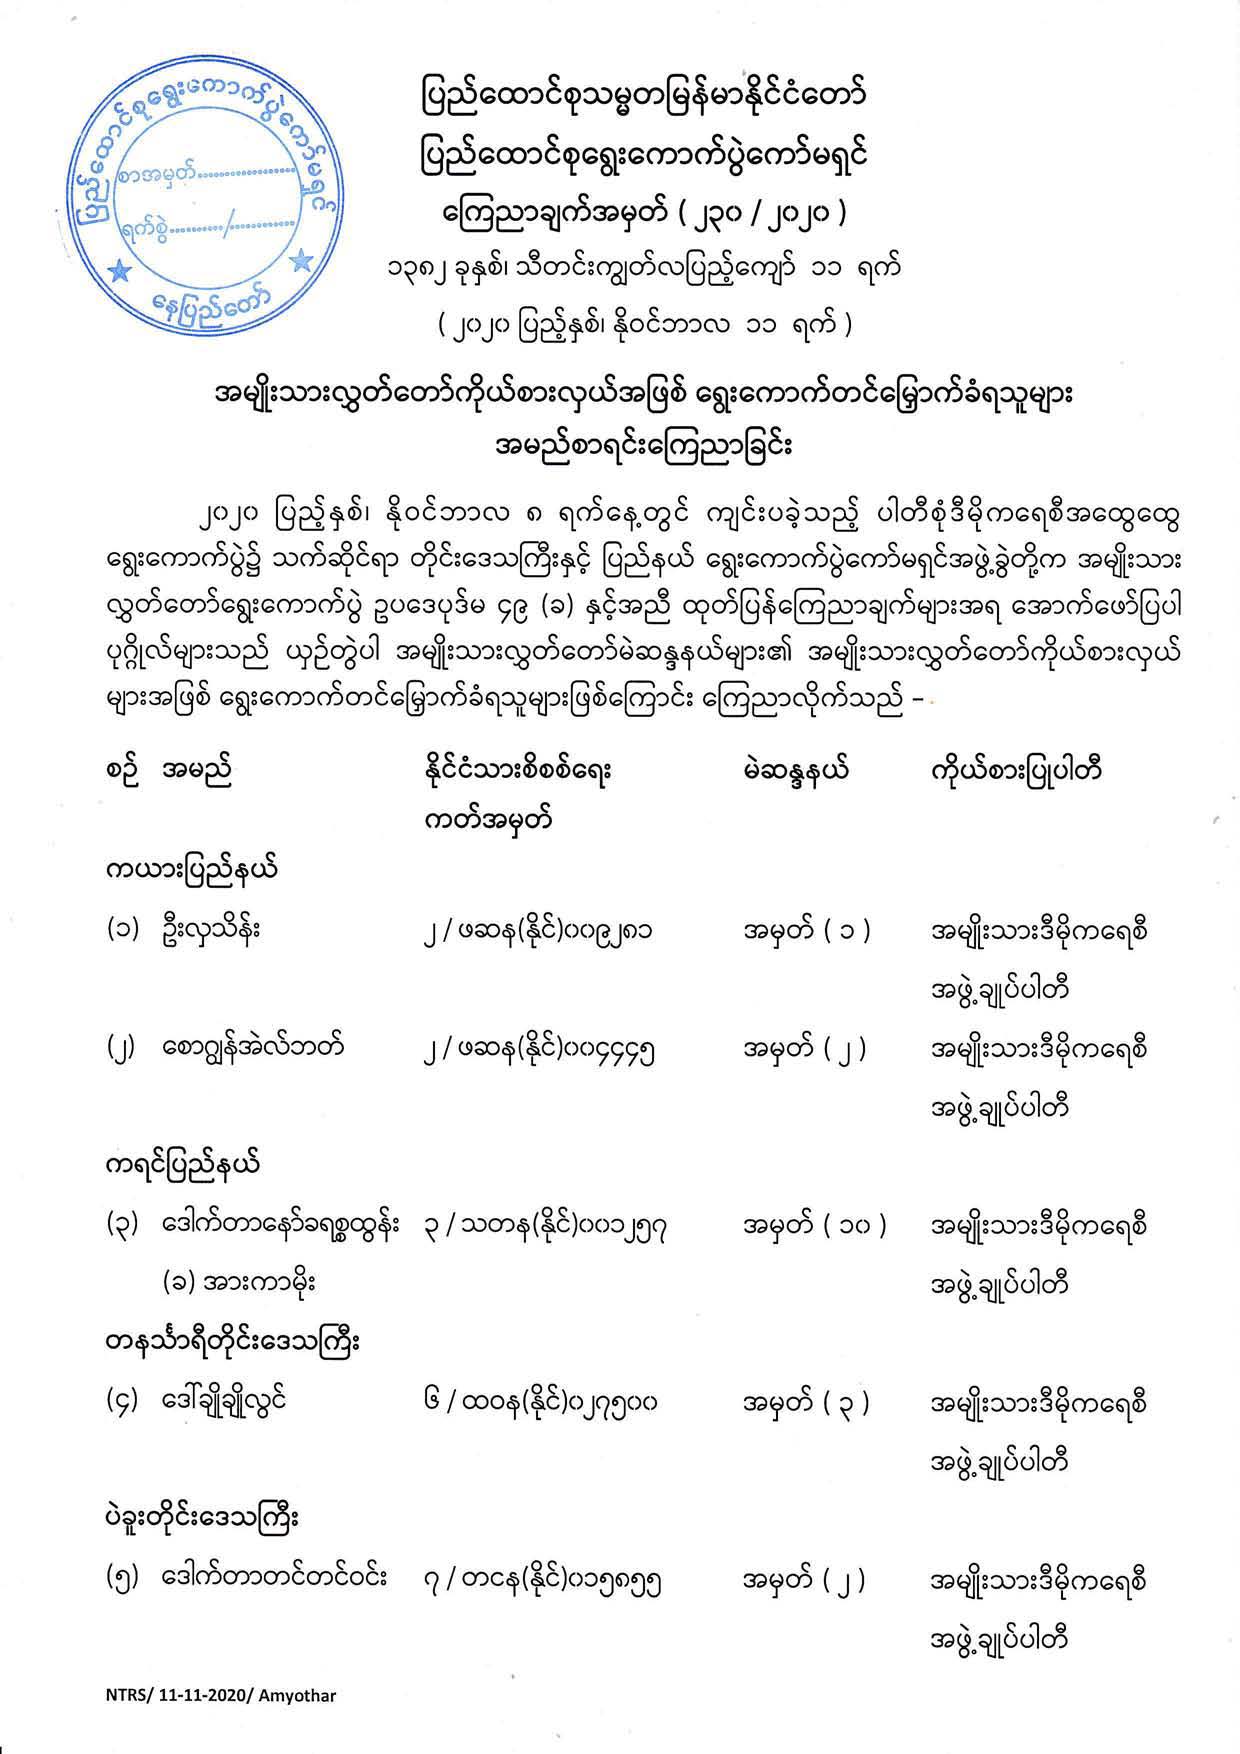 ပြည်ထောင်စုရွေးကောက်ပွဲကော်မရှင်
စာအမှတ်....................
ရက်စွဲ.........../..............
နေပြည်တော်
ပြည်ထောင်စုသမ္မတမြန်မာနိုင်ငံတော်
ပြည်ထောင်စုရွေးကောက်ပွဲကော်မရှင်
ကြေညာချက်အမှတ် ( ၂၃၀ / ၂၀၂၀ )
၁၃၈၂ ခုနှစ်၊ သီတင်းကျွတ်လပြည့်ကျော် ၁၁ ရက်
( ၂၀၂၀ ပြည့်နှစ်၊ နိုဝင်ဘာလ ၁၁ ရက် )
အမျိုးသားလွှတ်တော်ကိုယ်စားလှယ်အဖြစ် ရွေးကောက်တင်မြှောက်ခံရသူများ
အမည်စာရင်းကြေညာခြင်း
၂၀၂၀ ပြည့်နှစ်၊ နိုဝင်ဘာလ ၈ ရက်နေ့တွင် ကျင်းပခဲ့သည့် ပါတီစုံဒီမိုကရေစီအထွေထွေ
ရွေးကောက်ပွဲ၌ သက်ဆိုင်ရာ တိုင်းဒေသကြီးနှင့် ပြည်နယ် ရွေးကောက်ပွဲကော်မရှင်အဖွဲ့ခွဲတို့က အမျိုးသား
လွှတ်တော်ရွေးကောက်ပွဲ ဥပဒေပုဒ်မ ၄၉ (ခ) နှင့်အညီ ထုတ်ပြန်ကြေညာချက်များအရ အောက်ဖော်ပြပါ
ပုဂ္ဂိုလ်များသည် ယှဉ်တွဲပါ အမျိုးသားလွှတ်တော်မဲဆန္ဒနယ်များ၏ အမျိုးသားလွှတ်တော်ကိုယ်စားလှယ်
များအဖြစ် ရွေးကောက်တင်မြှောက်ခံရသူများဖြစ်ကြောင်း ကြေညာလိုက်သည် –
စဉ် အမည် နိုင်ငံသားစိစစ်ရေး မဲဆန္ဒနယ် ကိုယ်စားပြုပါတီ
ကတ်အမှတ်
ကယားပြည်နယ်
(၁) ဦးလှသိန်း ၂ / ဖဆန(နိုင်)၀၀၉၂၈၁ အမှတ် ( ၁ ) အမျိုးသားဒီမိုကရေစီ
အဖွဲ့ချုပ်ပါတီ
(၂) စောဂျွန်အဲလ်ဘတ် ၂ / ဖဆန(နိုင်)၀၀၄၄၄၅ အမှတ် ( ၂ ) အမျိုးသားဒီမိုကရေစီ
အဖွဲ့ချုပ်ပါတီ
ကရင်ပြည်နယ်
(၃) ဒေါက်တာနော်ခရစ္စထွန်း ၃ / သတန(နိုင်)၀၀၁၂၅၇ အမှတ် ( ၁၀ ) အမျိုးသားဒီမိုကရေစီ
(ခ) အားကာမိုး အဖွဲ့ချုပ်ပါတီ
တနင်္သာရီတိုင်းဒေသကြီး
(၄) ဒေါ်ချိုချိုလွင် ၆ / ထဝန(နိုင်)၀၂၇၅၀၀ အမှတ် ( ၃ ) အမျိုးသားဒီမိုကရေစီ
အဖွဲ့ချုပ်ပါတီ
ပဲခူးတိုင်းဒေသကြီး
(၅) ဒေါက်တာတင်တင်ဝင်း ၇ / တငန(နိုင်)၀၁၅၈၅၅ အမှတ် ( ၂ ) အမျိုးသားဒီမိုကရေစီ
အဖွဲ့ချုပ်ပါတီ
NTRS/ 11-11-2020/ Amyothar